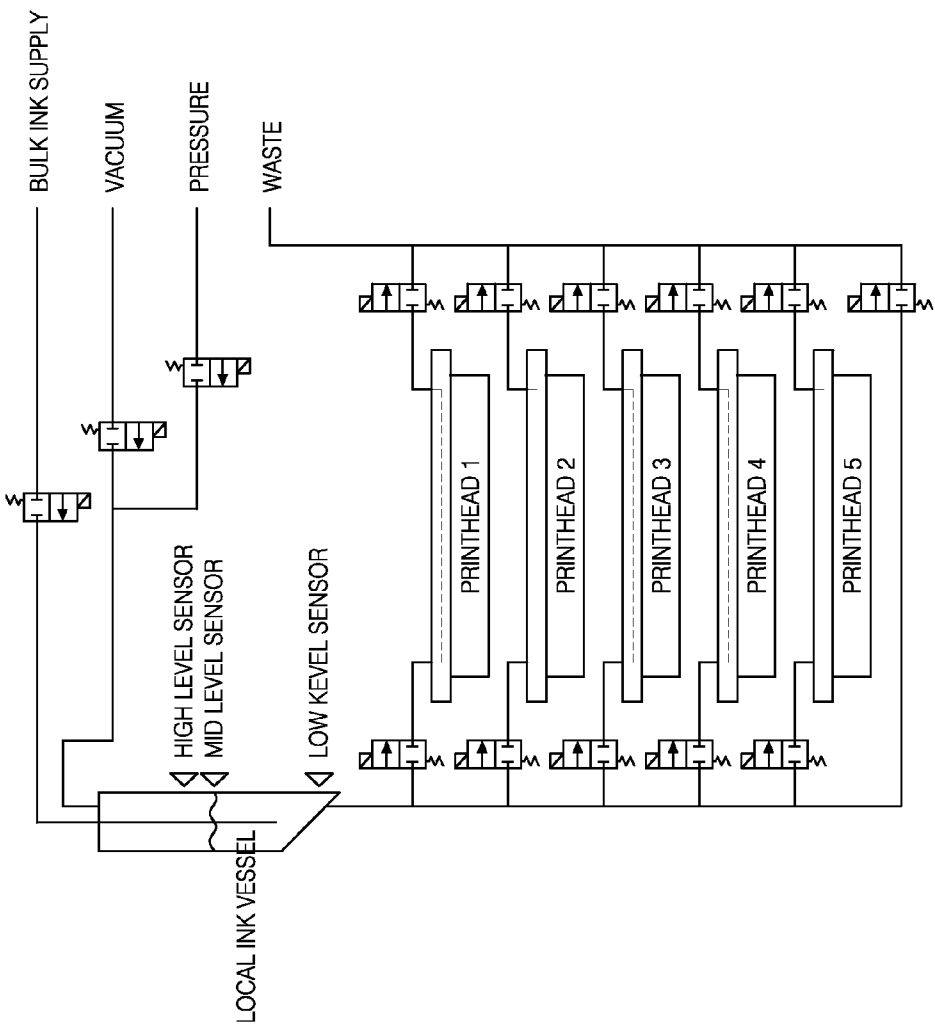 BULK INK SUPPLY
VACUUM
PRESSURE
WASTE
HIGH LEVEL SENSOR
MID LEVEL SENSOR
LOW KEVEL SENSOR
LOCAL INK VESSEL
PRINTHEAD 1
PRINTHEAD 2
PRINTHEAD 3
PRINTHEAD 4
PRINTHEAD 5